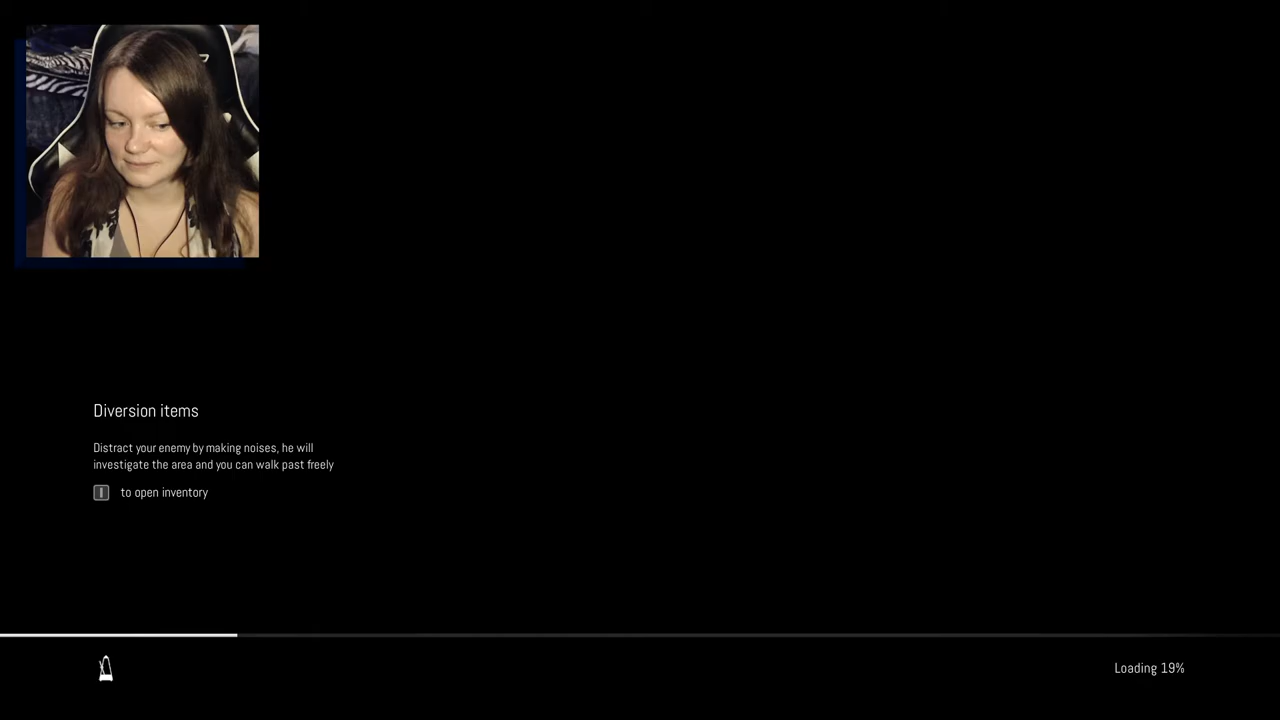 Diversion items
Distract your enemy by making noises, he will
investigate the area and you can walk past freely
I to open inventory
Loading 19%